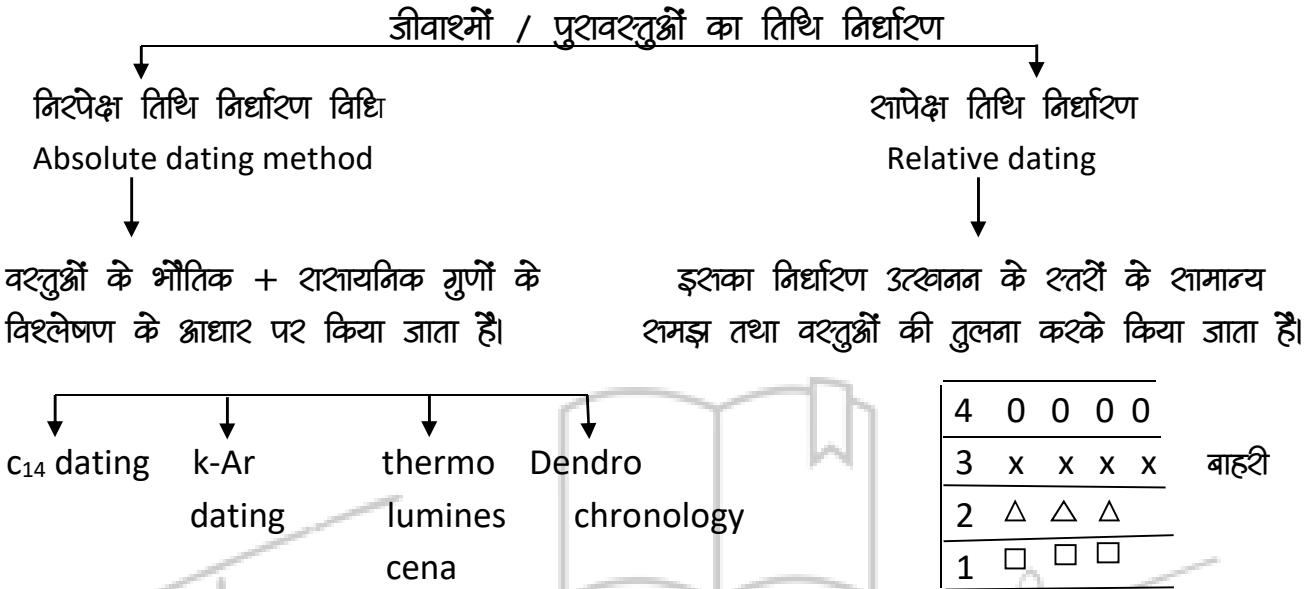 जीवाश्मों / पुरावस्तुओं का तिथि निर्धारण
निरपेक्ष तिथि निर्धारण विधि
Absolute dating method
वस्तुओं के भौतिक + रासायनिक गुणों के
विश्लेषण के आधार पर किया जाता है।
c₁₄ dating
k-Ar
dating
thermo
lumines
cena
Dendro
chronology
सापेक्ष तिथि निर्धारण
Relative dating
इसका निर्धारण उत्खनन के स्तरों के सामान्य
समझ तथा वस्तुओं की तुलना करके किया जाता है।
4 0 0 0 0
3 x x x x बाहरी
2 △ △ △
1 □ □ □